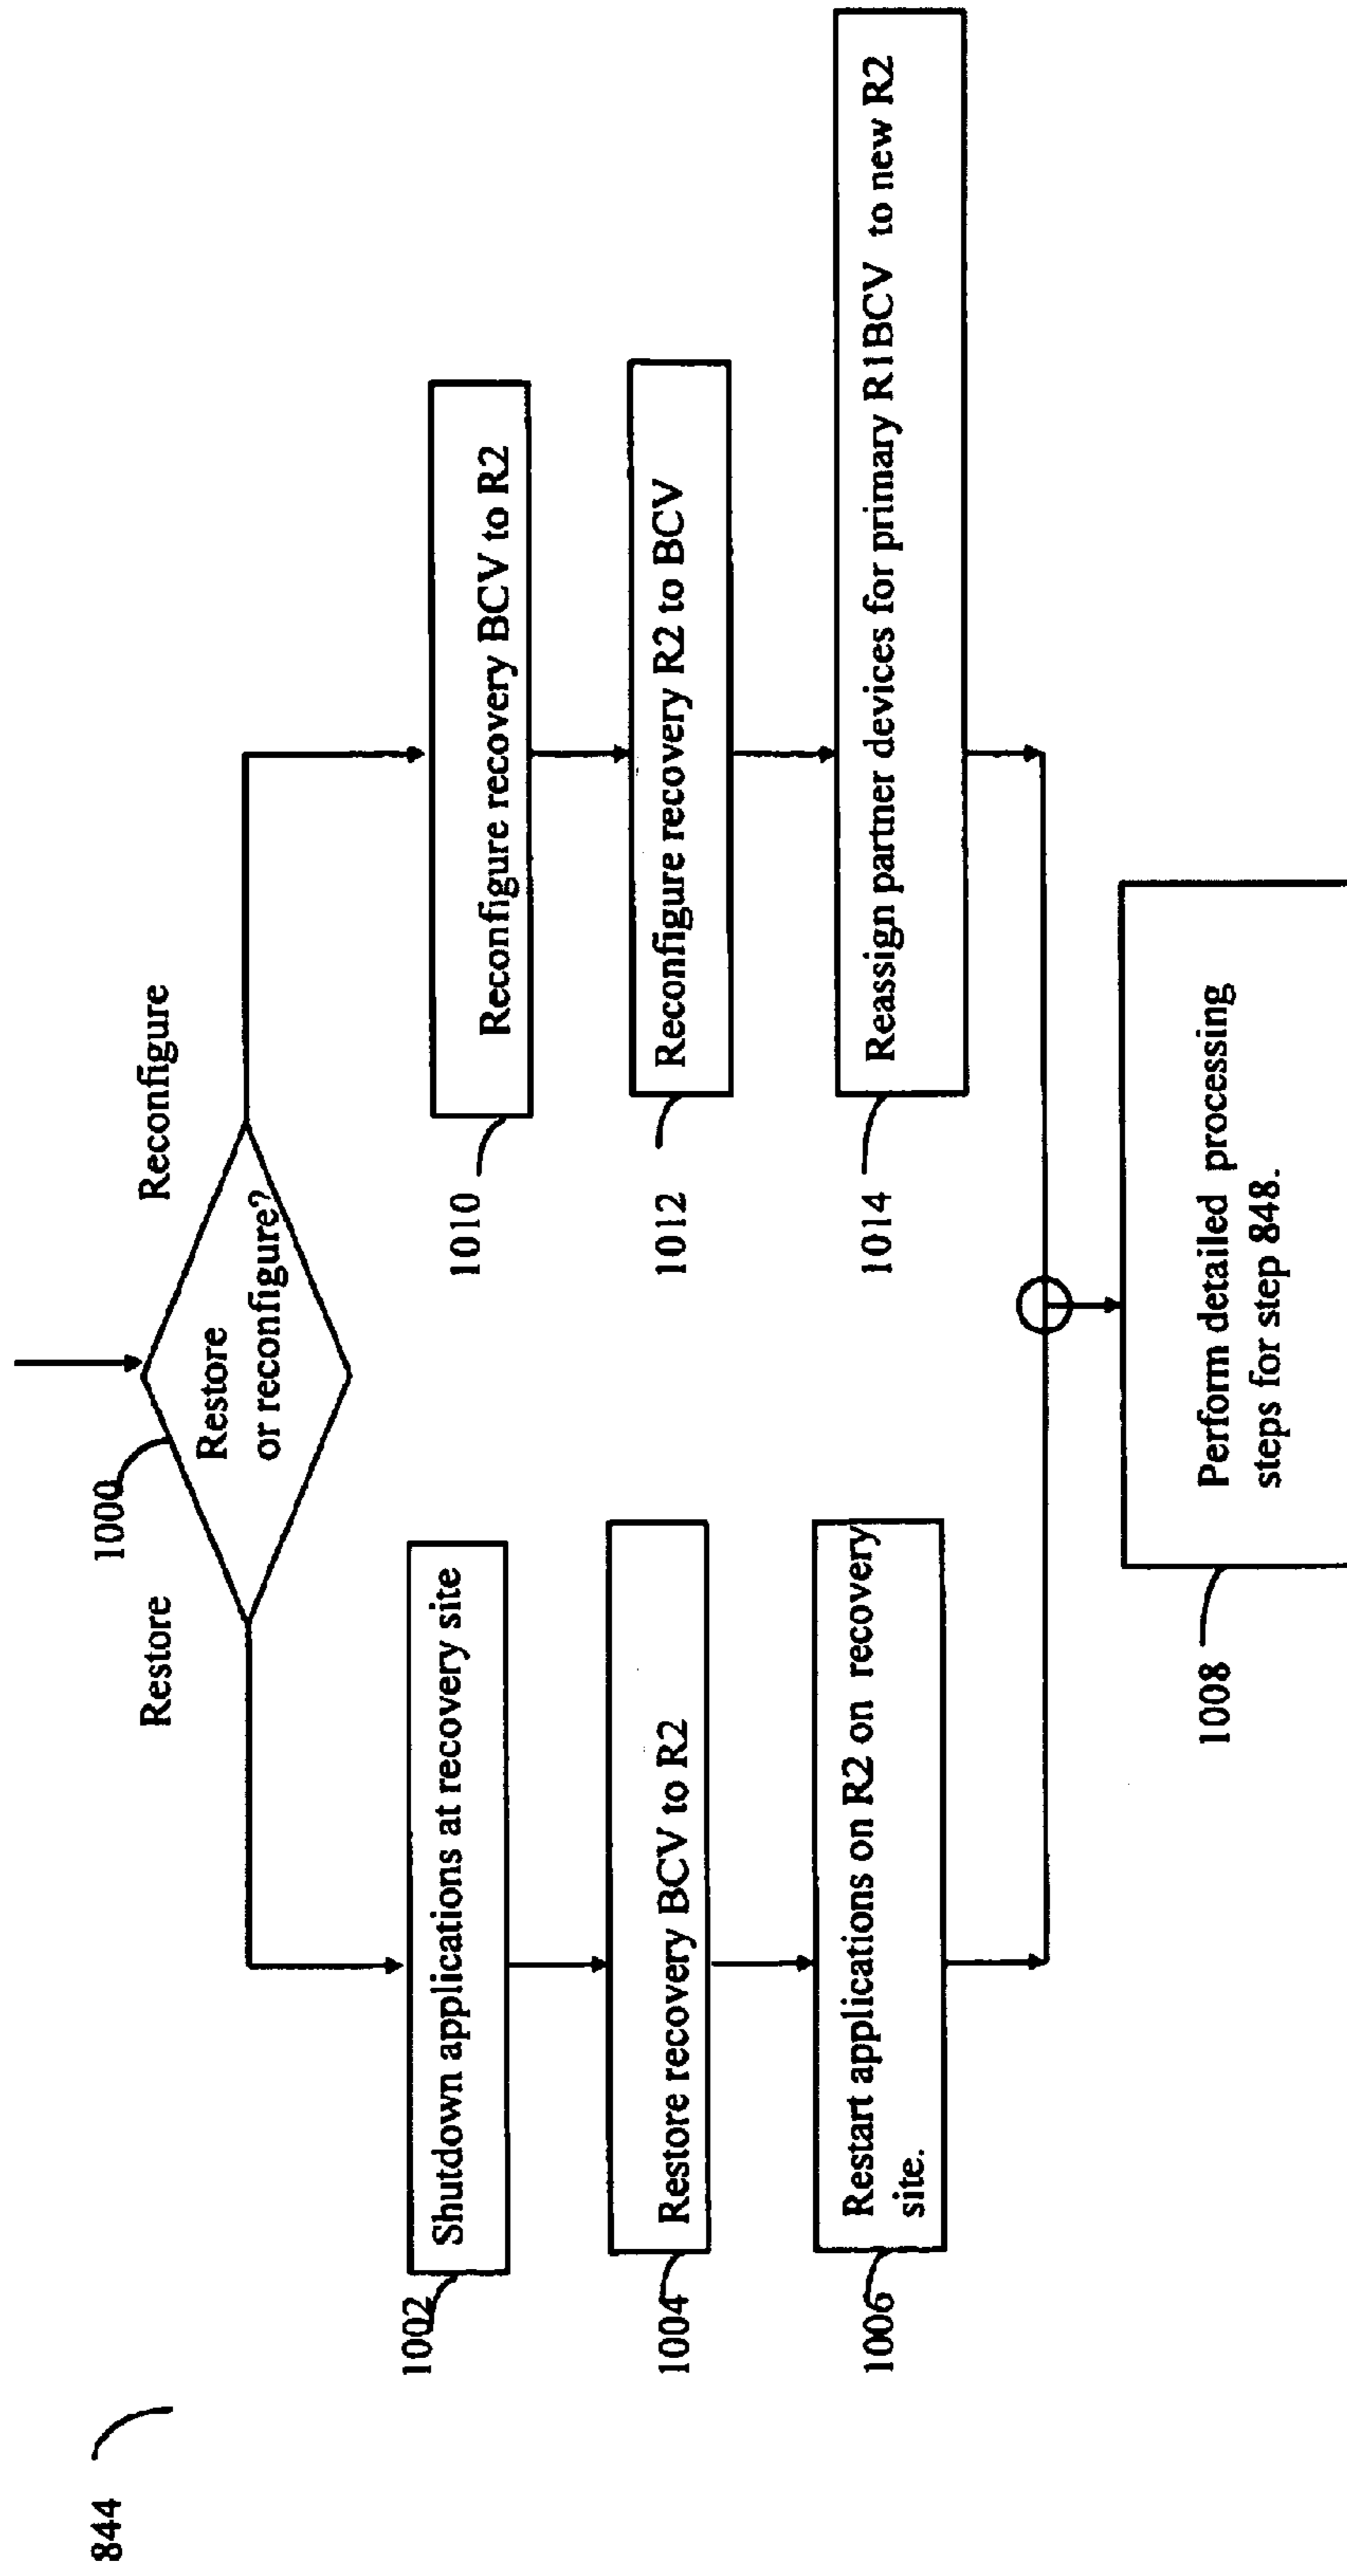 844
1000
Restore
or reconfigure?
Restore
Reconfigure
1002
Shutdown applications at recovery site
1004
Restore recovery BCV to R2
1006
Restart applications on R2 on recovery
site.
1010
Reconfigure recovery BCV to R2
1012
Reconfigure recovery R2 to BCV
1014
Reassign partner devices for primary R1BCV to new R2
1008
Perform detailed processing
steps for step 848.